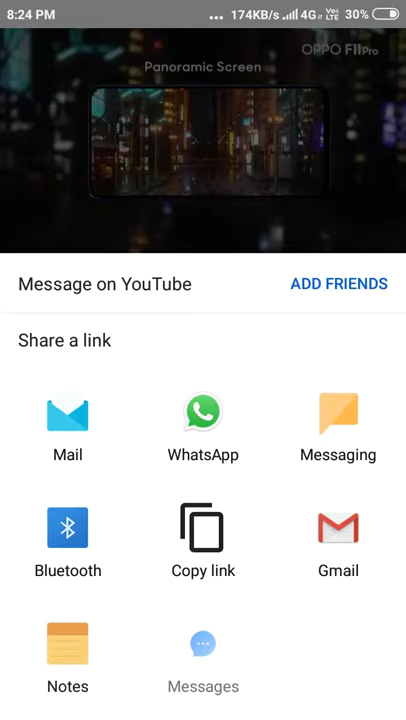 8:24 PM ... 174KB/s 4G Vo) LTE 30%
OPPO F11Pro
Panoramic Screen
Message on YouTube ADD FRIENDS
Share a link
Mail WhatsApp Messaging
Bluetooth Copy link Gmail
Notes Messages